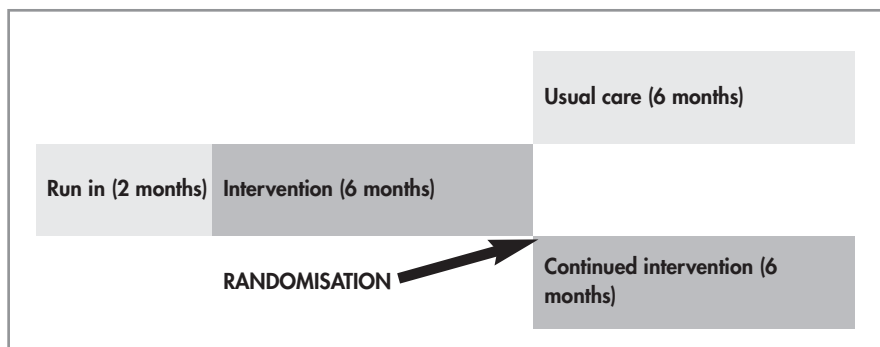 Usual care (6 months)
Run in (2 months)
Intervention (6 months)
RANDOMISATION
Continued intervention (6
months)